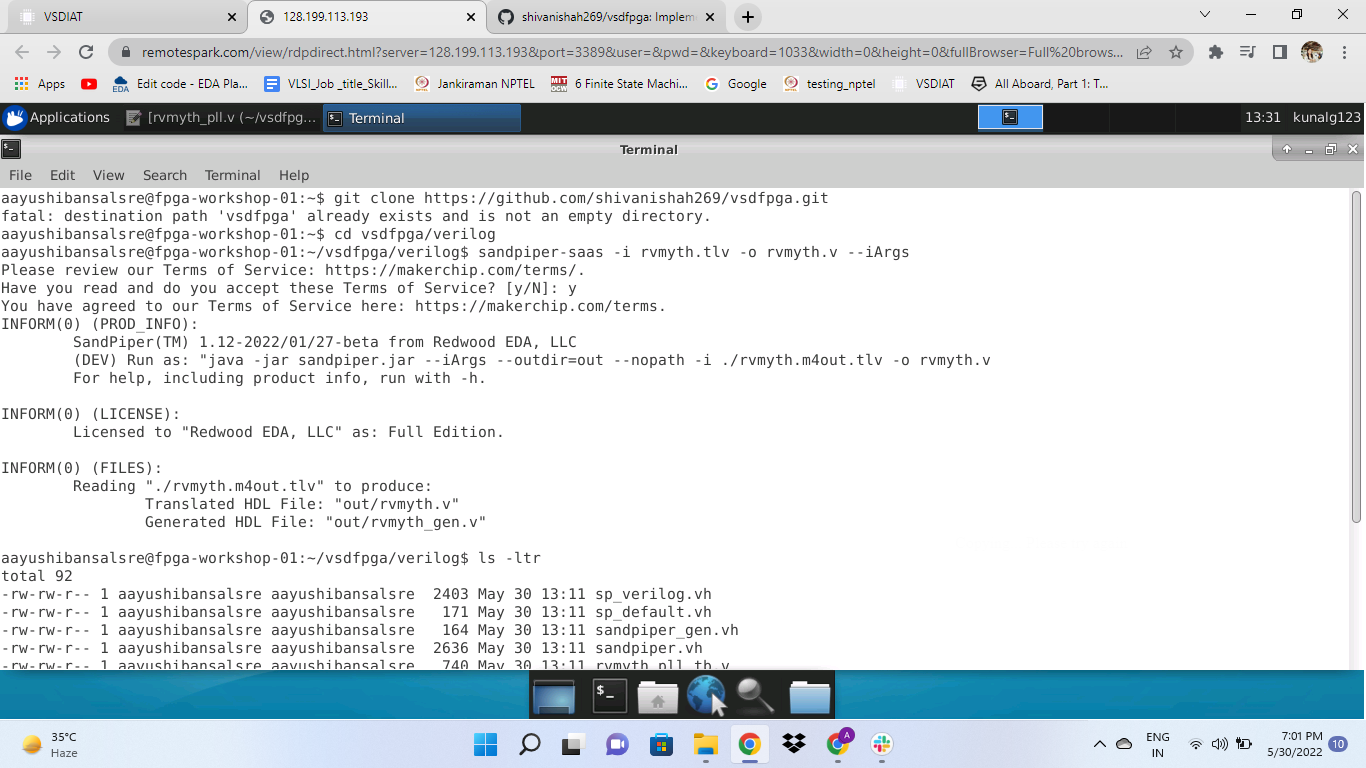 VSDIAT
128.199.113.193
shivanishah269/vsdfpga: Implem
remotespark.com/view/rdpdirect.html?server=128.199.113.193&port=3389&user=&pwd=&keyboard=1033&width=0&height=0&fullBrowser=Full%20brows...
Apps
EDA
Edit code - EDA Pla...
VLSI_Job _title_Skill...
Jankiraman NPTEL
MIT OCW
6 Finite State Machi...
Google
testing_nptel
VSDIAT
All Aboard, Part 1: T...
Applications
[rvmyth_pll.v (~/vsdfpg...
Terminal
13:31 kunalg123
Terminal
File Edit View Search Terminal Help
aayushibansalsre@fpga-workshop-01:~$ git clone https://github.com/shivanishah269/vsdfpga.git
fatal: destination path 'vsdfpga' already exists and is not an empty directory.
aayushibansalsre@fpga-workshop-01:~$ cd vsdfpga/verilog
aayushibansalsre@fpga-workshop-01:~/vsdfpga/verilog$ sandpiper-saas -i rvmyth.tlv -o rvmyth.v --iArgs
Please review our Terms of Service: https://makerchip.com/terms/.
Have you read and do you accept these Terms of Service? [y/N]: y
You have agreed to our Terms of Service here: https://makerchip.com/terms.
INFORM(0) (PROD_INFO):
SandPiper(TM) 1.12-2022/01/27-beta from Redwood EDA, LLC
(DEV) Run as: "java -jar sandpiper.jar --iArgs --outdir=out --nopath -i ./rvmyth.m4out.tlv -o rvmyth.v
For help, including product info, run with -h.
INFORM(0) (LICENSE):
Licensed to "Redwood EDA, LLC" as: Full Edition.
INFORM(0) (FILES):
Reading "./rvmyth.m4out.tlv" to produce:
Translated HDL File: "out/rvmyth.v"
Generated HDL File: "out/rvmyth_gen.v"
aayushibansalsre@fpga-workshop-01:~/vsdfpga/verilog$ ls -ltr
total 92
-rw-rw-r-- 1 aayushibansalsre aayushibansalsre 2403 May 30 13:11 sp_verilog.vh
-rw-rw-r-- 1 aayushibansalsre aayushibansalsre 171 May 30 13:11 sp_default.vh
-rw-rw-r-- 1 aayushibansalsre aayushibansalsre 164 May 30 13:11 sandpiper_gen.vh
-rw-rw-r-- 1 aayushibansalsre aayushibansalsre 2636 May 30 13:11 sandpiper.vh
-rw-rw-r-- 1 aayushibansalsre aayushibansalsre 740 May 30 13:11 rvmyth_pll_tb.v
35°C
Haze
A
ENG
IN
7:01 PM
5/30/2022
10